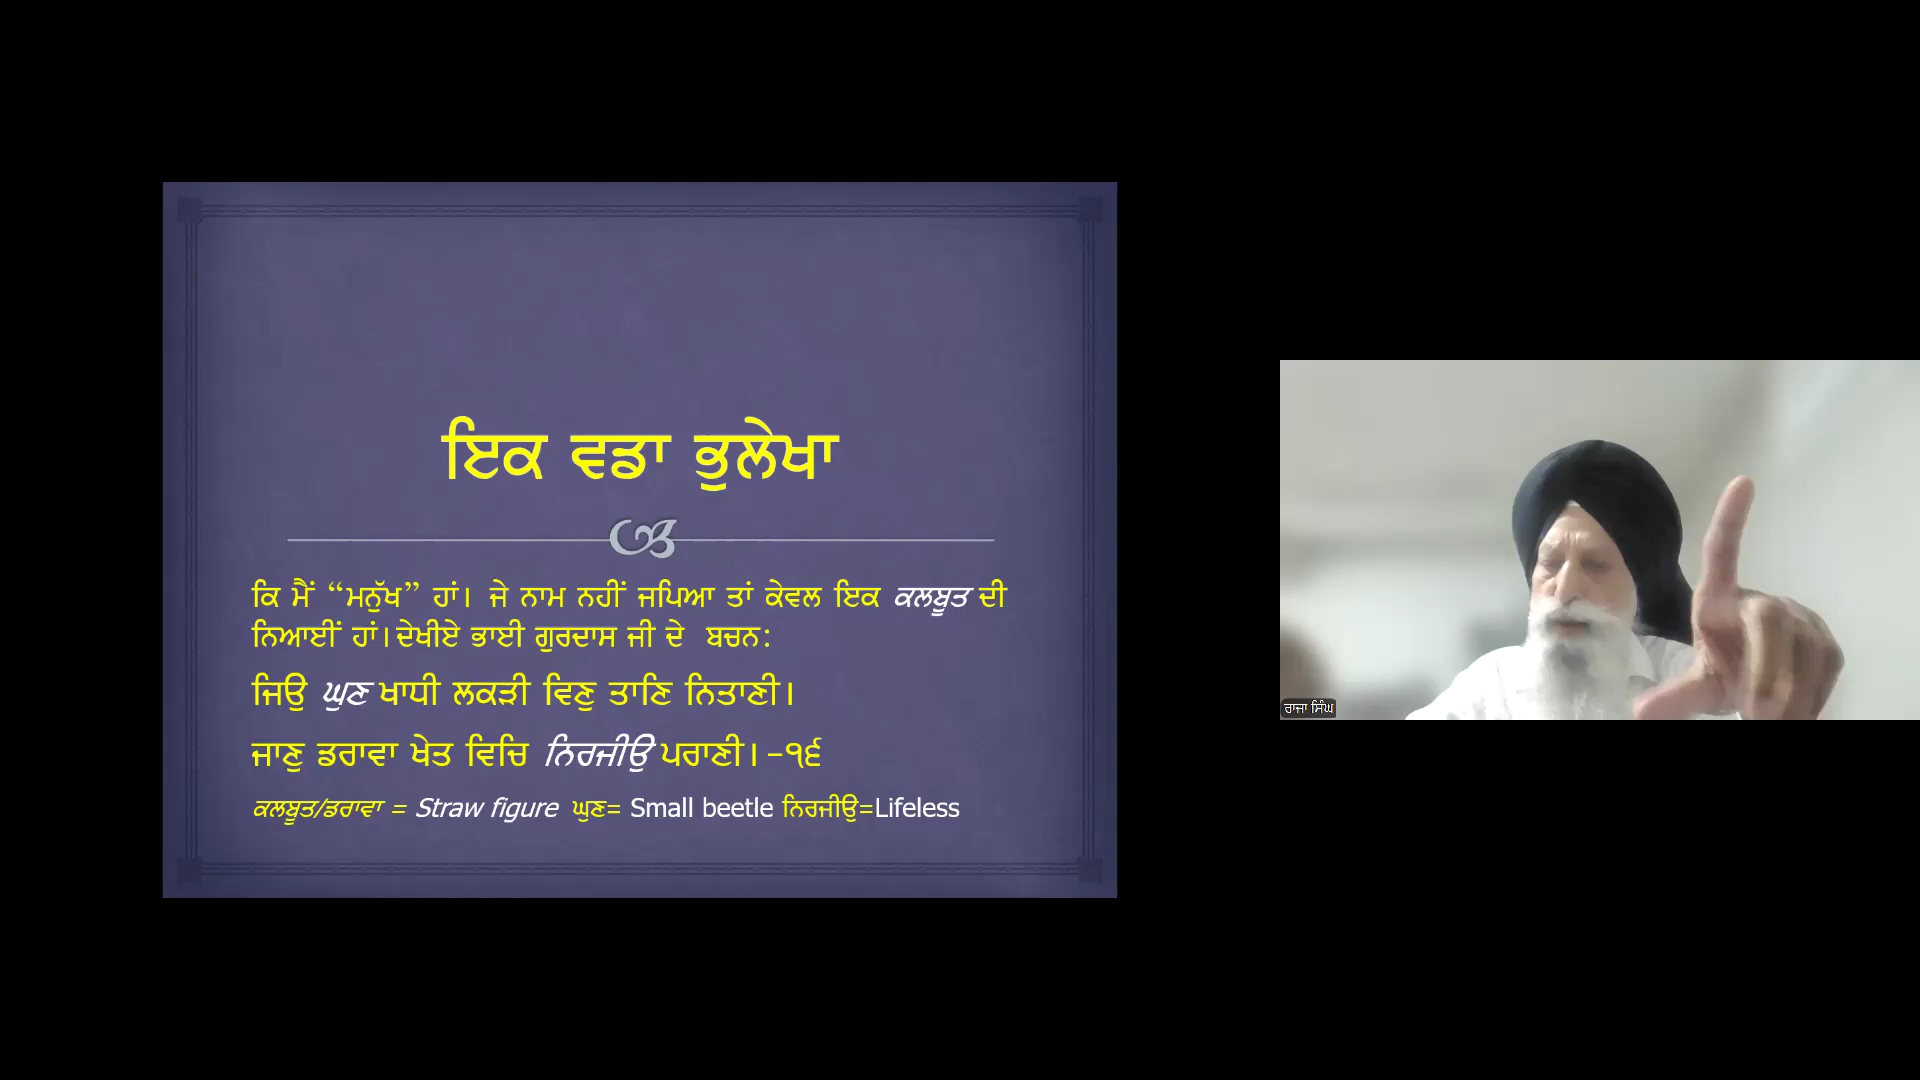 ਇਕ ਵਡਾ ਭੁਲੇਖਾ
ਕਿ ਮੈਂ “ਮਨੁੱਖ” ਹਾਂ। ਜੇ ਨਾਮ ਨਹੀਂ ਜਪਿਆ ਤਾਂ ਕੇਵਲ ਇਕ ਕਲਬੂਤ ਦੀ
ਨਿਆਈਂ ਹਾਂ। ਦੇਖੀਏ ਭਾਈ ਗੁਰਦਾਸ ਜੀ ਦੇ ਬਚਨ:
ਜਿਉ ਘੁਣ ਖਾਧੀ ਲਕੜੀ ਵਿਣੁ ਤਾਣਿ ਨਿਤਾਣੀ।
ਜਾਣੁ ਡਰਾਵਾ ਖੇਤ ਵਿਚਿ ਨਿਰਜੀਉ ਪਰਾਣੀ। -੧੬
ਕਲਬੂਤ/ਡਰਾਵਾ = Straw figure ਘੁਣ= Small beetle ਨਿਰਜੀਉ=Lifeless
ਰਾਜਾ ਸਿੰਘ